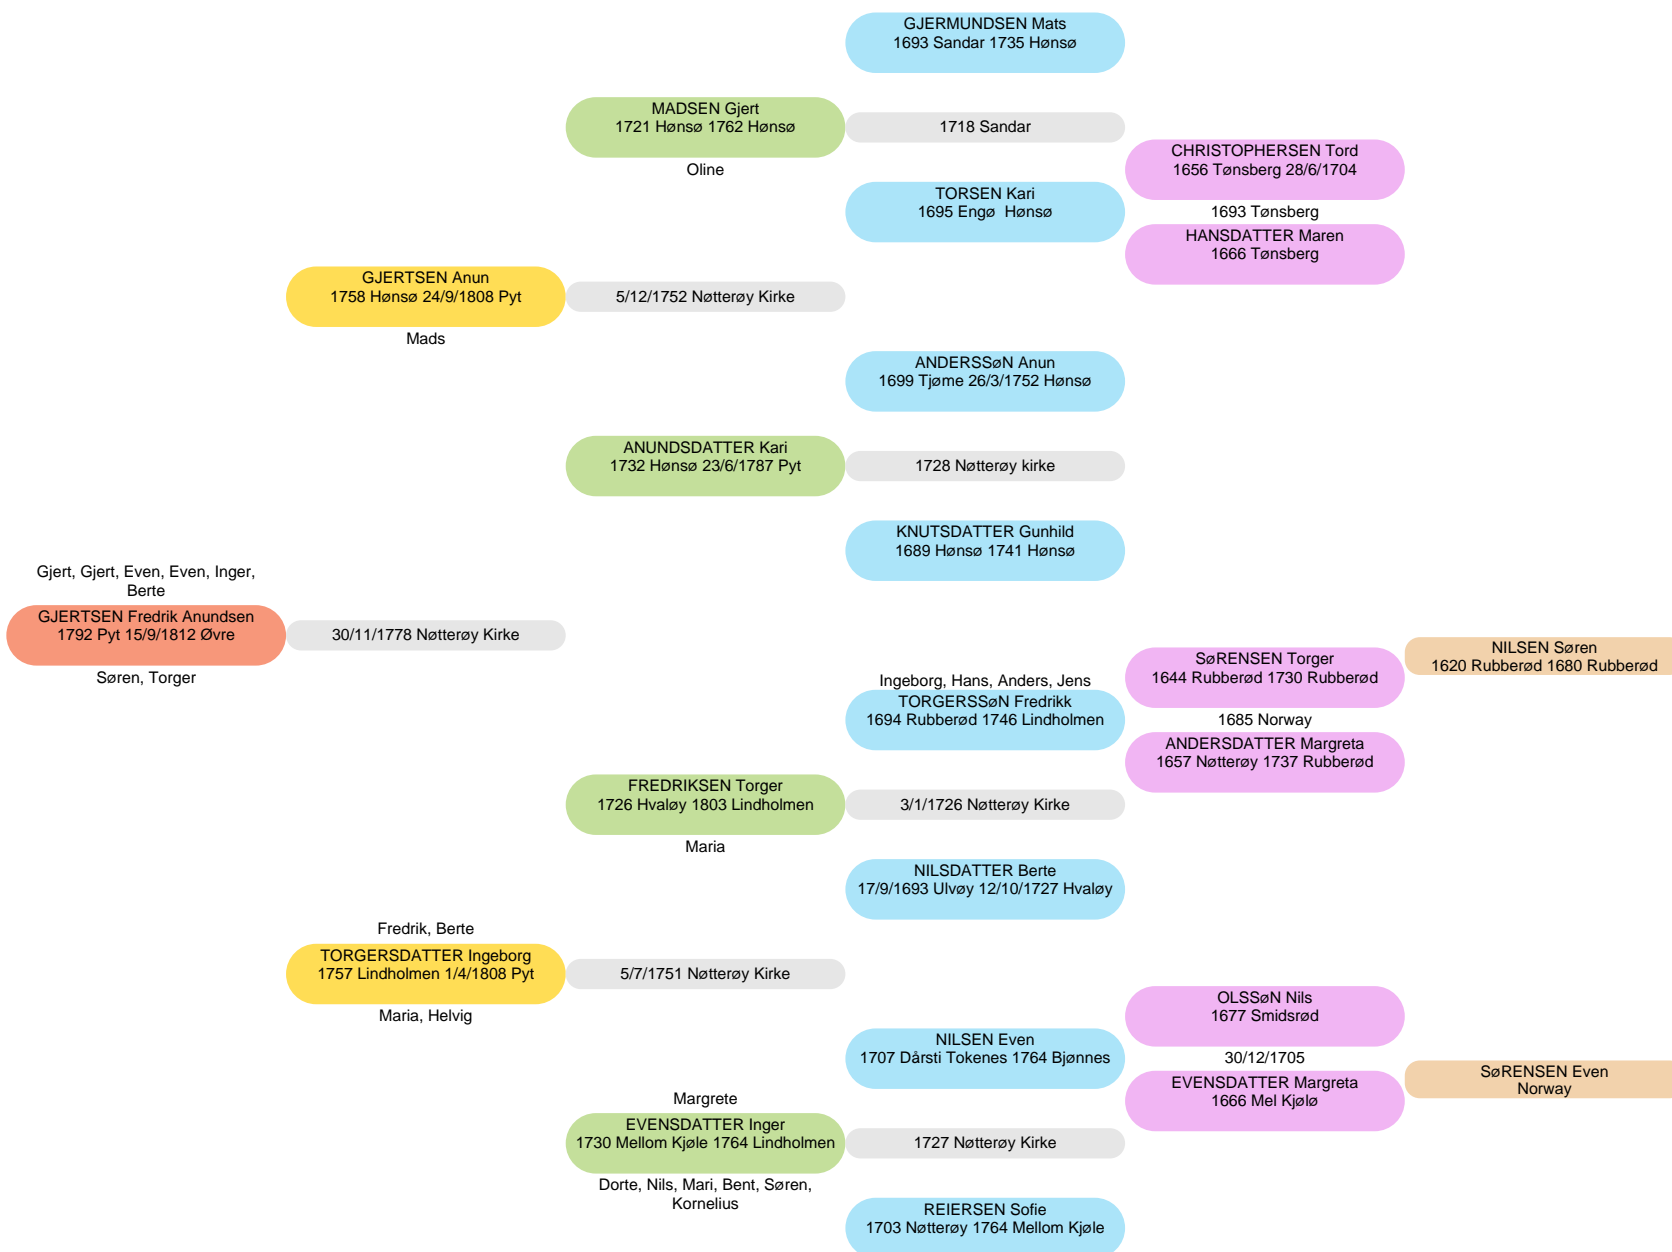 GJERMUNDSEN Mats
1693 Sandar 1735 Hønsø
MADSEN Gjert
1721 Hønsø 1762 Hønsø
Oline
1718 Sandar
CHRISTOPHERSEN Tord
1656 Tønsberg 28/6/1704
TORSEN Kari
1695 Engø  Hønsø
1693 Tønsberg
HANSDATTER Maren
1666 Tønsberg
GJERTSEN Anun
1758 Hønsø 24/9/1808 Pyt
Mads
5/12/1752 Nøtterøy Kirke
ANDERSSøN Anun
1699 Tjøme 26/3/1752 Hønsø
ANUNDSDATTER Kari
1732 Hønsø 23/6/1787 Pyt
1728 Nøtterøy kirke
KNUTSDATTER Gunhild
1689 Hønsø 1741 Hønsø
Gjert, Gjert, Even, Even, Inger,
Berte
GJERTSEN Fredrik Anundsen
1792 Pyt 15/9/1812 Øvre
Søren, Torger
30/11/1778 Nøtterøy Kirke
NILSEN Søren
1620 Rubberød 1680 Rubberød
SøRENSEN Torger
1644 Rubberød 1730 Rubberød
Ingeborg, Hans, Anders, Jens
TORGERSSøN Fredrikk
1694 Rubberød 1746 Lindholmen
1685 Norway
ANDERSDATTER Margreta
1657 Nøtterøy 1737 Rubberød
FREDRIKSEN Torger
1726 Hvaløy 1803 Lindholmen
Maria
3/1/1726 Nøtterøy Kirke
NILSDATTER Berte
17/9/1693 Ulvøy 12/10/1727 Hvaløy
Fredrik, Berte
TORGERSDATTER Ingeborg
1757 Lindholmen 1/4/1808 Pyt
Maria, Helvig
5/7/1751 Nøtterøy Kirke
OLSSøN Nils
1677 Smidsrød
NILSEN Even
1707 Dårsti Tokenes 1764 Bjønnes
30/12/1705
EVENSDATTER Margreta
1666 Mel Kjølø
SøRENSEN Even
Norway
Margrete
EVENSDATTER Inger
1730 Mellom Kjøle 1764 Lindholmen
Dorte, Nils, Mari, Bent, Søren,
Kornelius
1727 Nøtterøy Kirke
REIERSEN Sofie
1703 Nøtterøy 1764 Mellom Kjøle